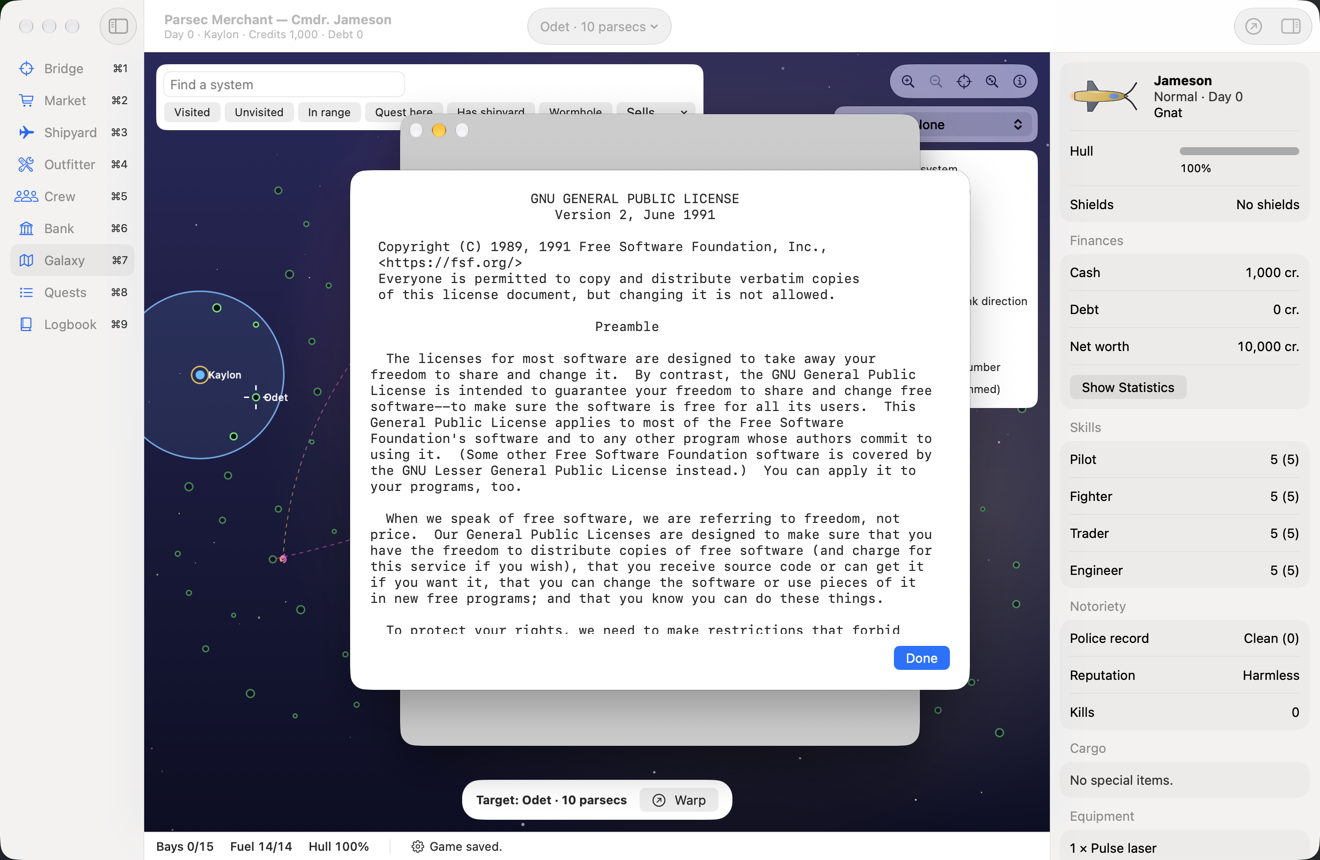 Parsec Merchant — Cmdr. Jameson
Day 0 · Kaylon · Credits 1,000 · Debt 0
Odet · 10 parsecs
Bridge ⌘1
Market ⌘2
Shipyard ⌘3
Outfitter ⌘4
Crew ⌘5
Bank ⌘6
Galaxy ⌘7
Quests ⌘8
Logbook ⌘9
Find a system
Visited Unvisited In range Quest here Has shipyard Wormhole Sells
system
nk direction
umber
Kaylon
Odet
GNU GENERAL PUBLIC LICENSE
Version 2, June 1991
Copyright (C) 1989, 1991 Free Software Foundation, Inc.,
<https://fsf.org/>
Everyone is permitted to copy and distribute verbatim copies
of this license document, but changing it is not allowed.
Preamble
The licenses for most software are designed to take away your
freedom to share and change it.  By contrast, the GNU General Public
License is intended to guarantee your freedom to share and change free
software--to make sure the software is free for all its users.  This
General Public License applies to most of the Free Software
Foundation's software and to any other program whose authors commit to
using it.  (Some other Free Software Foundation software is covered by
the GNU Lesser General Public License instead.)  You can apply it to
your programs, too.
When we speak of free software, we are referring to freedom, not
price.  Our General Public Licenses are designed to make sure that you
have the freedom to distribute copies of free software (and charge for
this service if you wish), that you receive source code or can get it
if you want it, that you can change the software or use pieces of it
in new free programs; and that you know you can do these things.
To protect your rights, we need to make restrictions that forbid
Done
Target: Odet · 10 parsecs Warp
Bays 0/15 Fuel 14/14 Hull 100% Game saved.
Jameson
Normal · Day 0
Gnat
Hull
100%
Shields No shields
Finances
Cash 1,000 cr.
Debt 0 cr.
Net worth 10,000 cr.
Show Statistics
Skills
Pilot 5 (5)
Fighter 5 (5)
Trader 5 (5)
Engineer 5 (5)
Notoriety
Police record Clean (0)
Reputation Harmless
Kills 0
Cargo
No special items.
Equipment
1 × Pulse laser